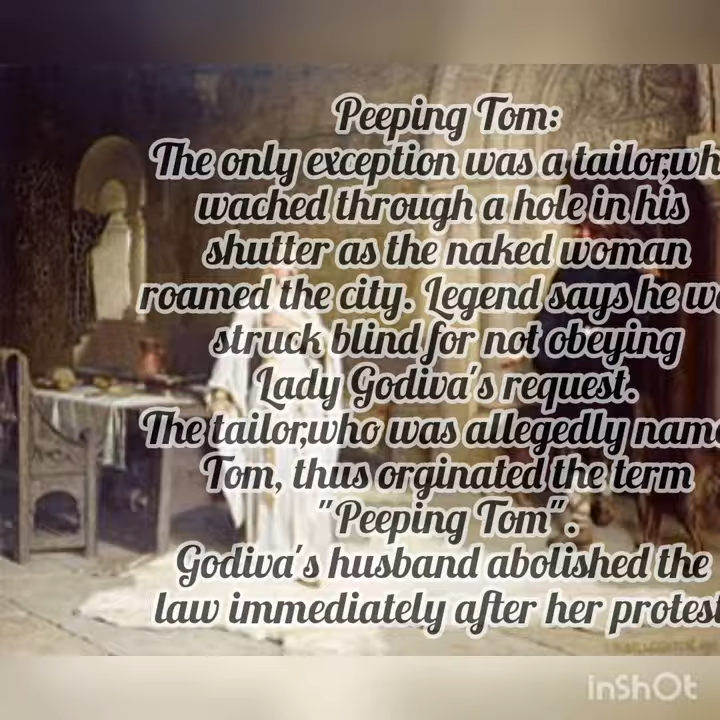 Peeping Tom:
The only exception was a tailor,wh
wached through a hole in his
shutter as the naked woman
roamed the city. Legend says he w
struck blind for not obeying
Lady Godiva's request.
The tailor,who was allegedly name
Tom, thus orginated the term
"Peeping Tom".
Godiva's husband abolished the
law immediately after her protest
inShOt